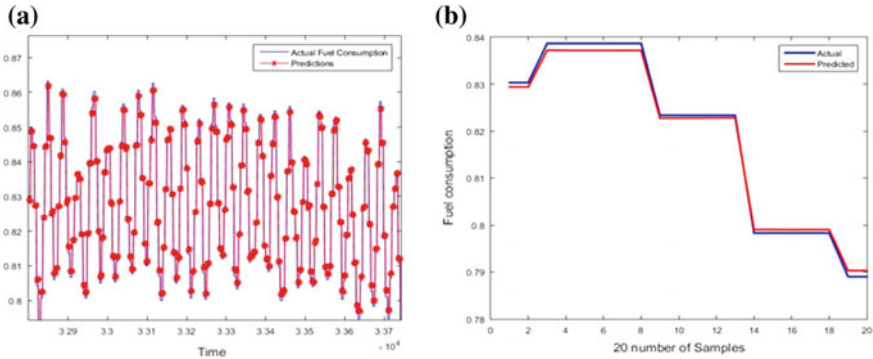 (a)
0.87
0.86
0.85
0.84
0.83
0.82
0.81
0.8
Actual Fuel Consumption
Predictions
3.29 3.3 3.31 3.32 3.33 3.34 3.35 3.36 3.37
× 10⁴
Time
(b)
0.84
0.83
0.82
0.81
0.8
0.79
0.78
Fuel consumption
Actual
Predicted
0 2 4 6 8 10 12 14 16 18 20
20 number of Samples